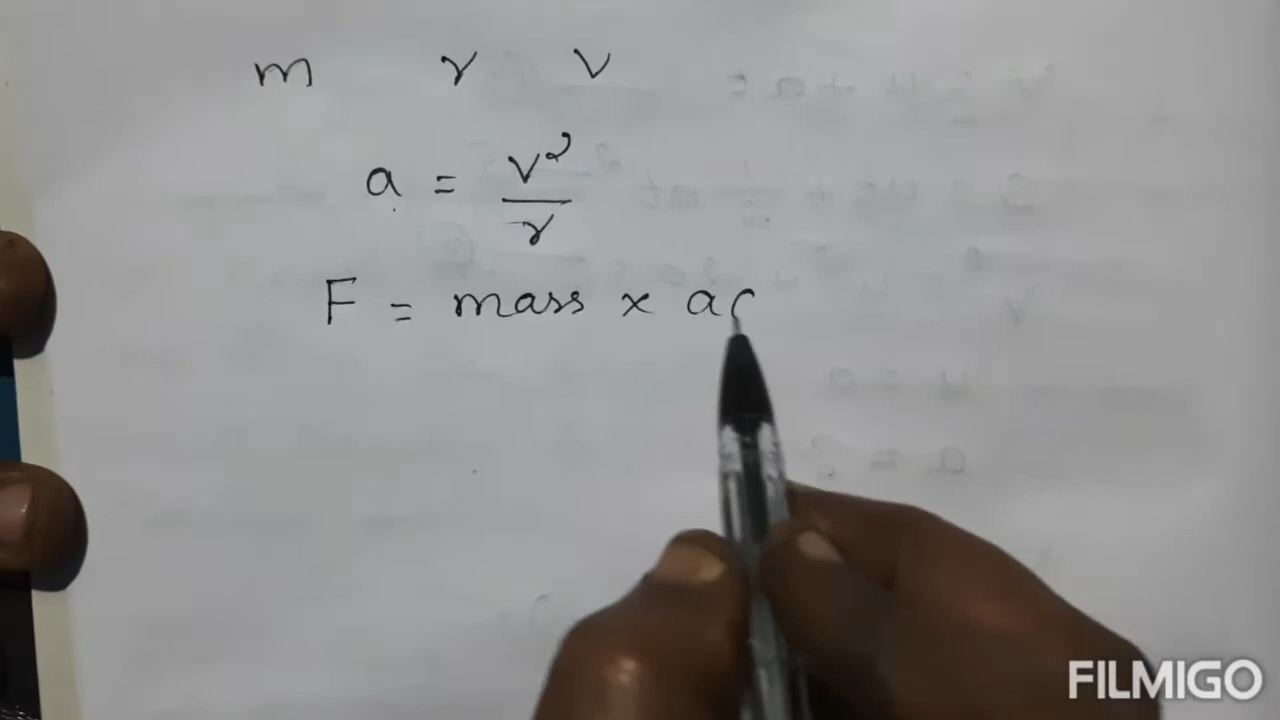 m r v
a = v²/r
F = mass × ac
FILMIGO